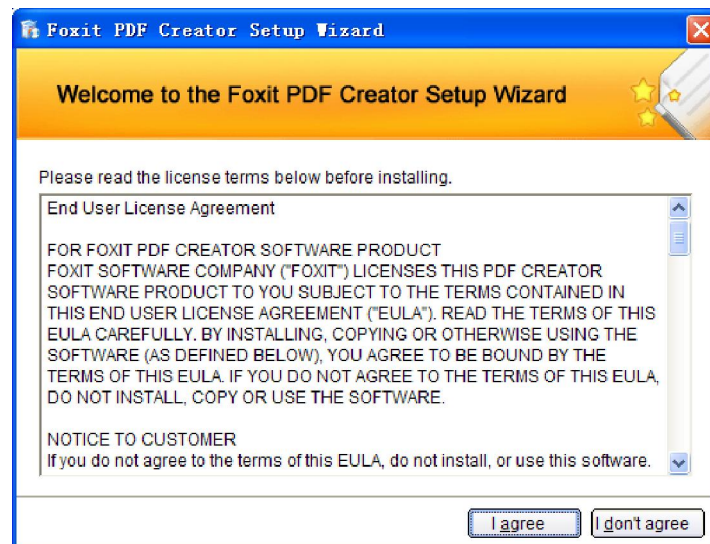 Foxit PDF Creator Setup Wizard
Welcome to the Foxit PDF Creator Setup Wizard
Please read the license terms below before installing.
End User License Agreement
FOR FOXIT PDF CREATOR SOFTWARE PRODUCT
FOXIT SOFTWARE COMPANY ("FOXIT") LICENSES THIS PDF CREATOR
SOFTWARE PRODUCT TO YOU SUBJECT TO THE TERMS CONTAINED IN
THIS END USER LICENSE AGREEMENT ("EULA"). READ THE TERMS OF THIS
EULA CAREFULLY. BY INSTALLING, COPYING OR OTHERWISE USING THE
SOFTWARE (AS DEFINED BELOW), YOU AGREE TO BE BOUND BY THE
TERMS OF THIS EULA. IF YOU DO NOT AGREE TO THE TERMS OF THIS EULA,
DO NOT INSTALL, COPY OR USE THE SOFTWARE.
NOTICE TO CUSTOMER
If you do not agree to the terms of this EULA, do not install, or use this software.
I agree
I don't agree